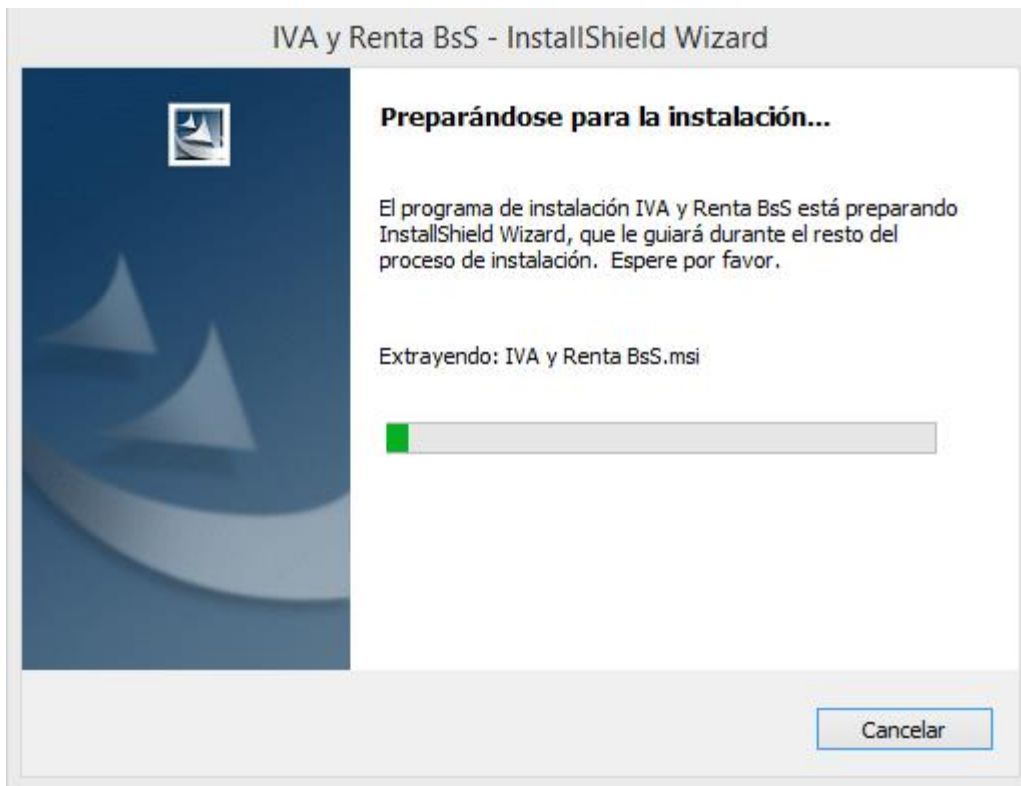 IVA y Renta BsS - InstallShield Wizard
Preparándose para la instalación...
El programa de instalación IVA y Renta BsS está preparando
InstallShield Wizard, que le guiará durante el resto del
proceso de instalación.  Espere por favor.
Extrayendo: IVA y Renta BsS.msi
Cancelar